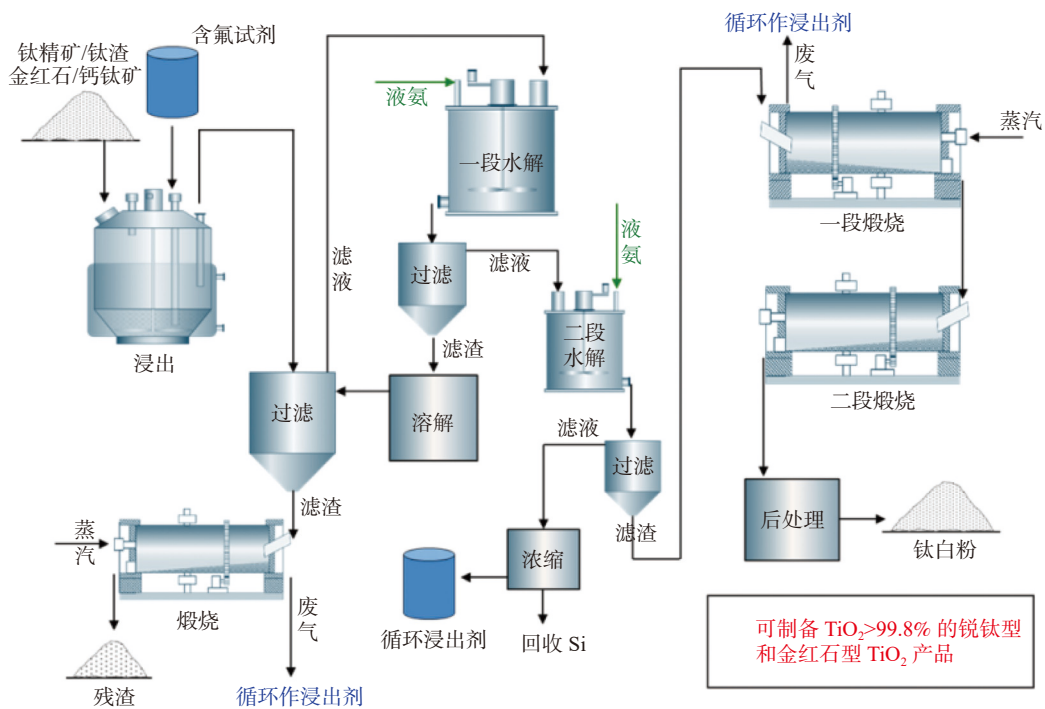 循环作浸出剂
含氟试剂
钛精矿/钛渣
金红石/钙钛矿
废
气
液氨
蒸汽
一段水解
一段煅烧
滤
液
过滤
滤液
液
氨
滤渣
二段
水解
浸出
二段煅烧
过滤
溶解
滤液
过滤
滤渣
滤渣
后处理
钛白粉
蒸
汽
浓缩
煅烧
废
气
循环浸出剂
回收 Si
残渣
循环作浸出剂
可制备 TiO₂>99.8% 的锐钛型
和金红石型 TiO₂ 产品